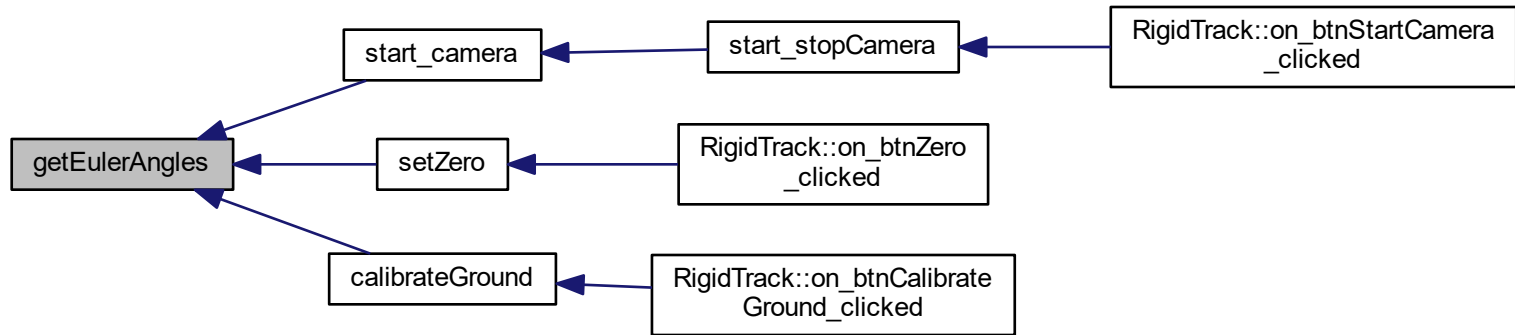 start_camera
start_stopCamera
RigidTrack::on_btnStartCamera
_clicked
getEulerAngles
setZero
RigidTrack::on_btnZero
_clicked
calibrateGround
RigidTrack::on_btnCalibrate
Ground_clicked